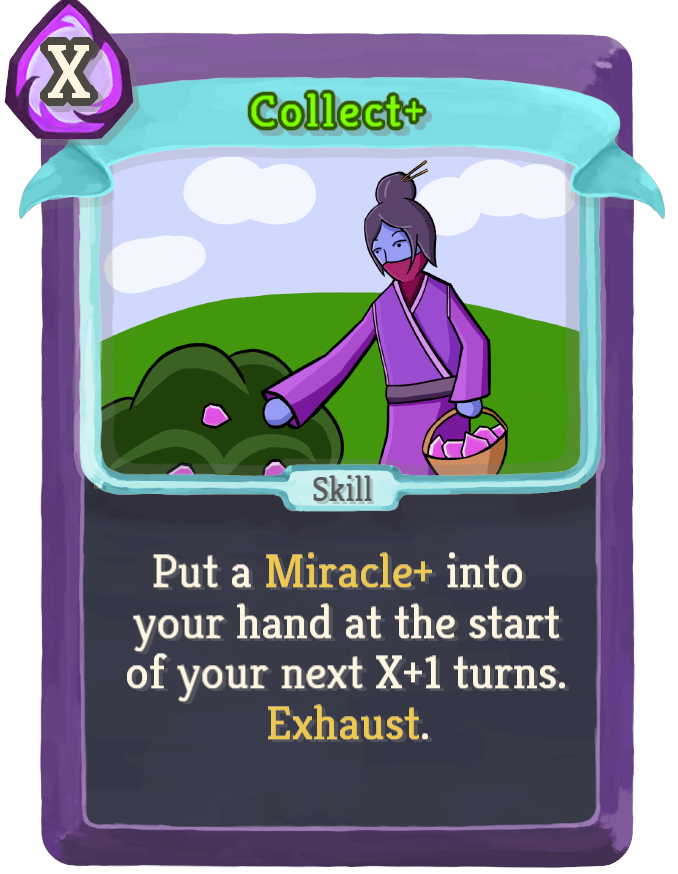 X
Collect+
Skill
Put a Miracle+ into
your hand at the start
of your next X+1 turns.
Exhaust.